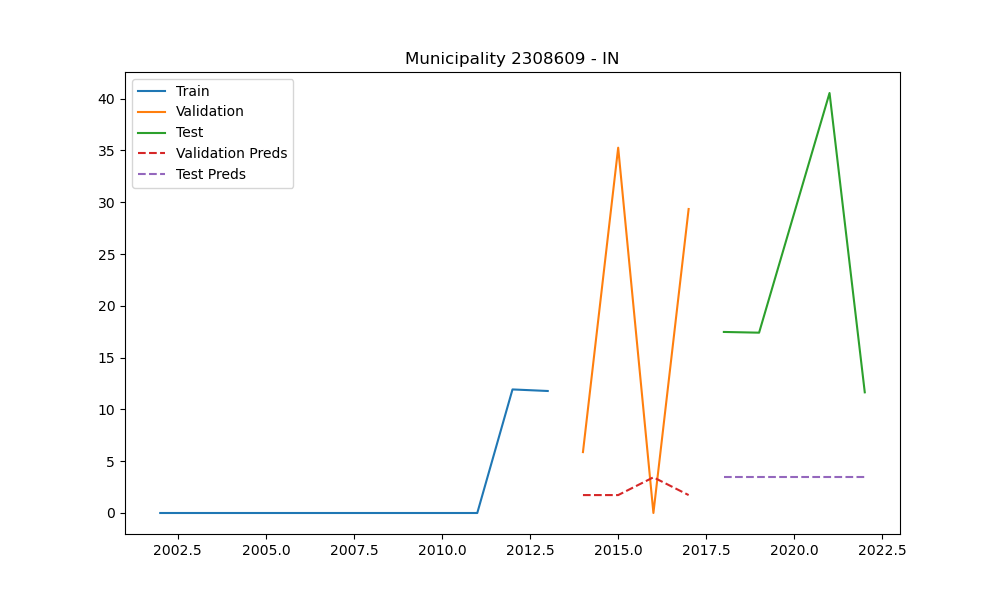 Municipality 2308609 - IN
Train
Validation
Test
Validation Preds
Test Preds
40
35
30
25
20
15
10
5
0
2002.5 2005.0 2007.5 2010.0 2012.5 2015.0 2017.5 2020.0 2022.5